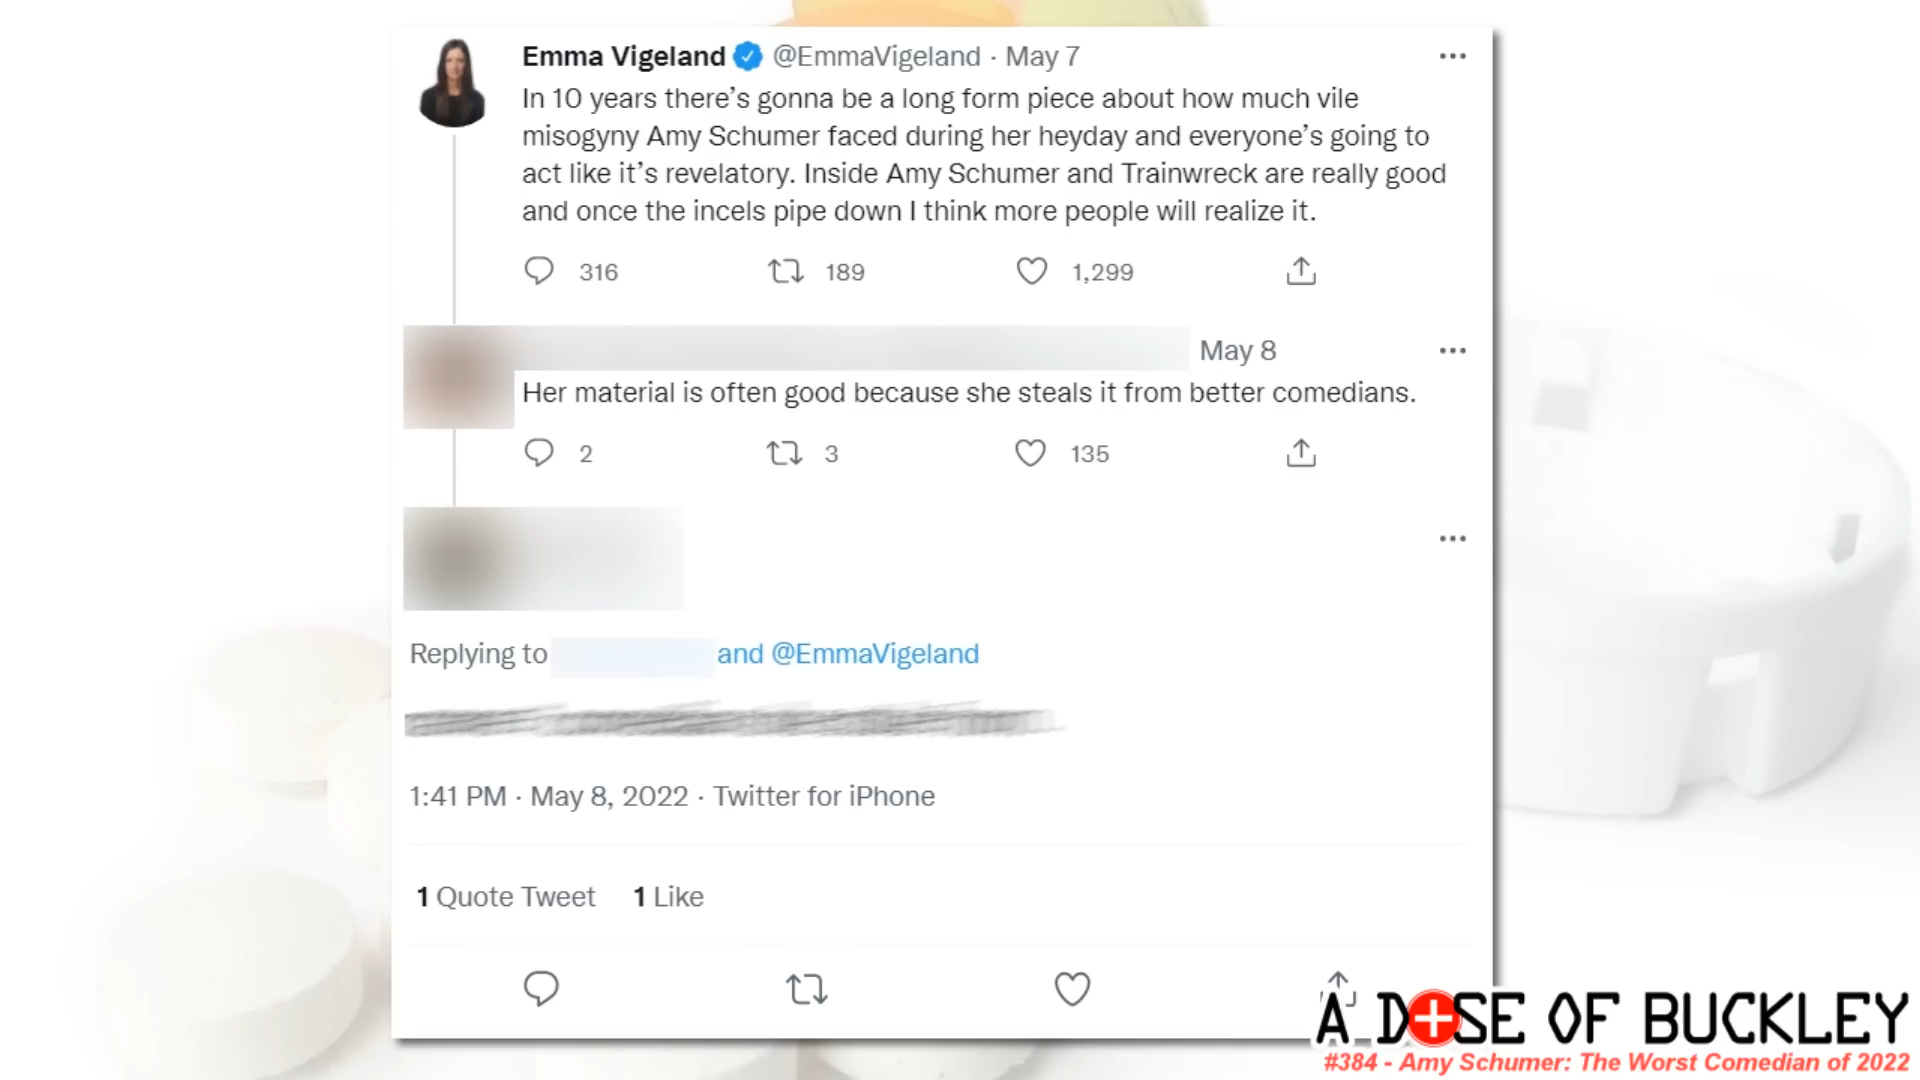 Emma Vigeland @EmmaVigeland · May 7
In 10 years there's gonna be a long form piece about how much vile
misogyny Amy Schumer faced during her heyday and everyone's going to
act like it's revelatory. Inside Amy Schumer and Trainwreck are really good
and once the incels pipe down I think more people will realize it.
316 189 1,299
May 8
Her material is often good because she steals it from better comedians.
2 3 135
Replying to and @EmmaVigeland
1:41 PM · May 8, 2022 · Twitter for iPhone
1 Quote Tweet 1 Like
A DOSE OF BUCKLEY
#384 - Amy Schumer: The Worst Comedian of 2022